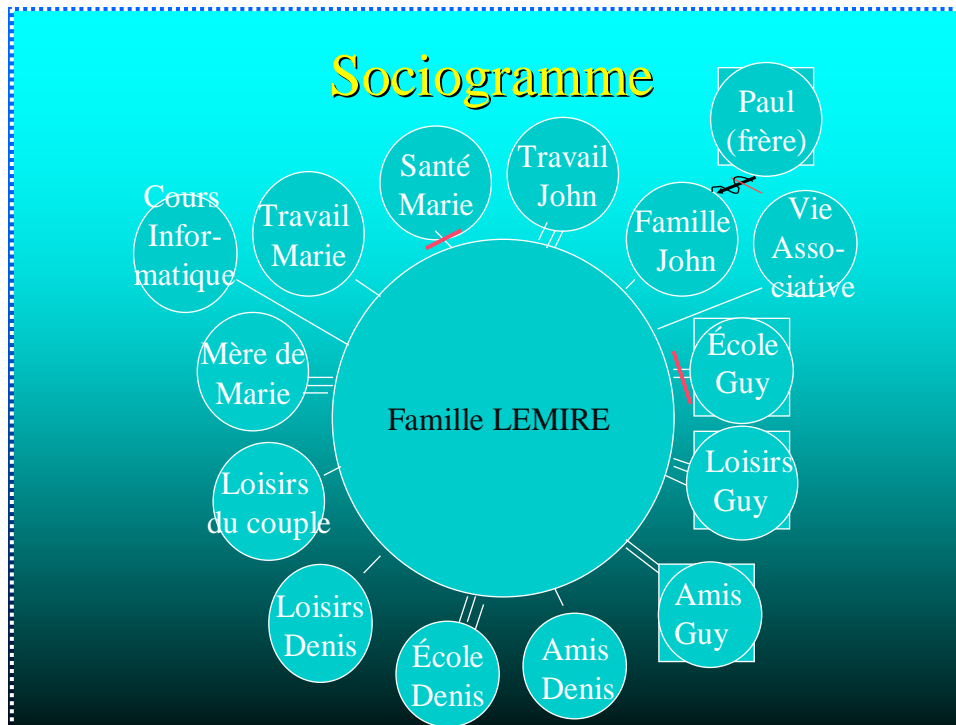 Sociogramme
Paul
(frère)
Santé
Marie
Travail
John
Cours
Infor-
matique
Travail
Marie
Famille
John
Vie
Asso-
ciative
Mère de
Marie
École
Guy
Famille LEMIRE
Loisirs
du couple
Loisirs
Guy
Loisirs
Denis
École
Denis
Amis
Denis
Amis
Guy